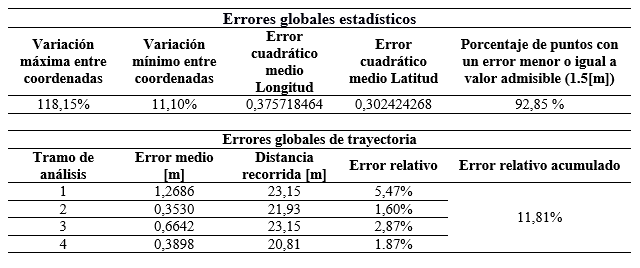 Errores globales estadísticos
Variación máxima entre coordenadas
Variación mínimo entre coordenadas
Error cuadrático medio Longitud
Error cuadrático medio Latitud
Porcentaje de puntos con un error menor o igual a valor admisible (1.5[m])
118,15% 11,10% 0,375718464 0,302424268 92,85 %
Errores globales de trayectoria
Tramo de análisis
Error medio [m]
Distancia recorrida [m]
Error relativo
Error relativo acumulado
1 1,2686 23,15 5,47%
2 0,3530 21,93 1,60%
3 0,6642 23,15 2,87%
4 0,3898 20,81 1.87%
11,81%